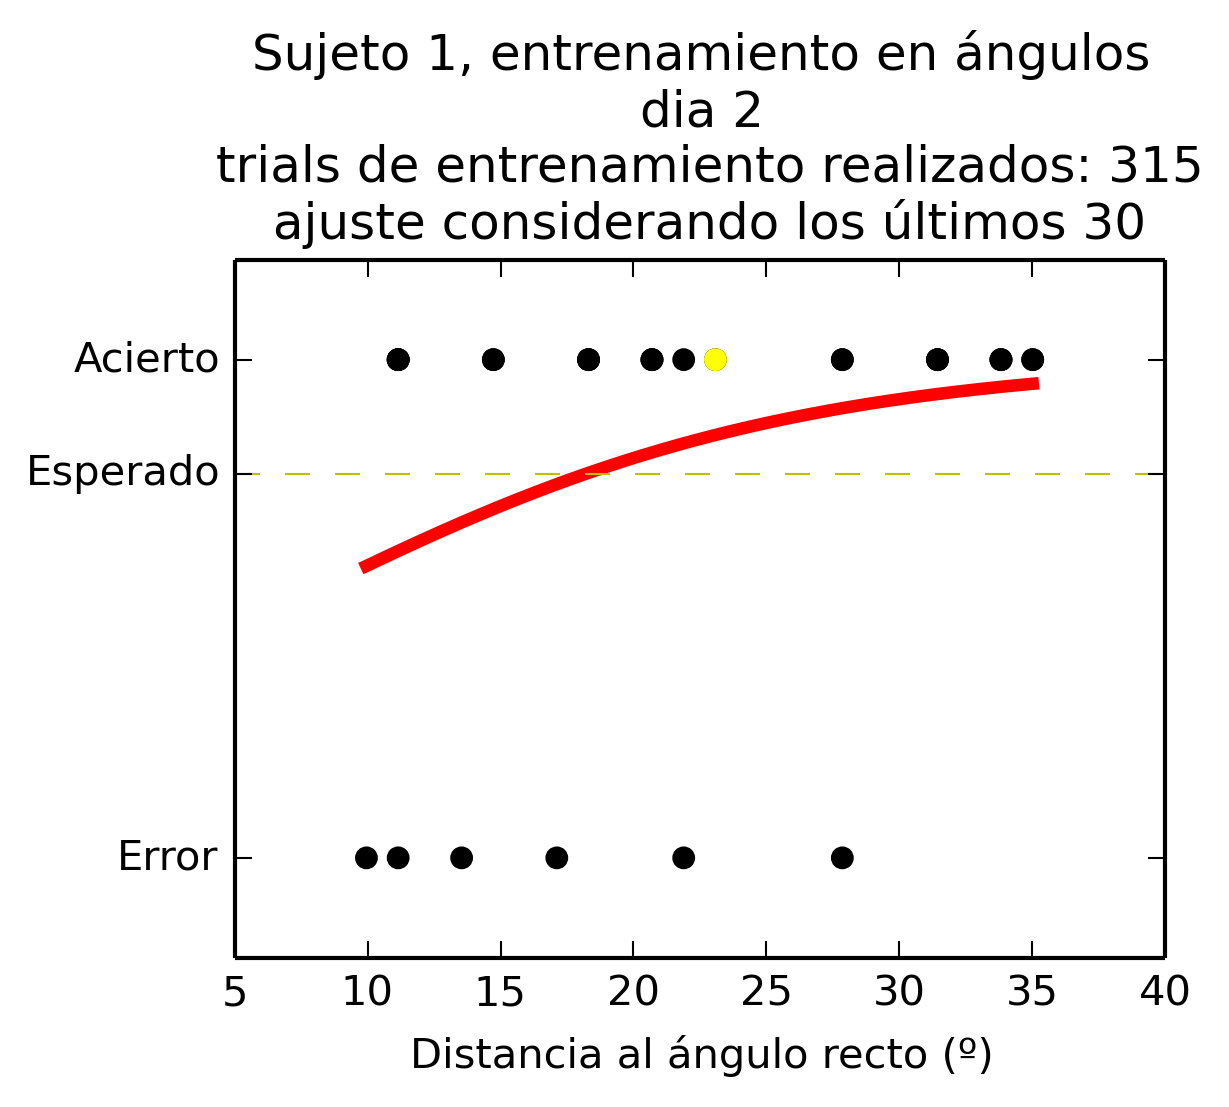 Sujeto 1, entrenamiento en ángulos
dia 2
trials de entrenamiento realizados: 315
ajuste considerando los últimos 30
Acierto
Esperado
Error
5 10 15 20 25 30 35 40
Distancia al ángulo recto (º)